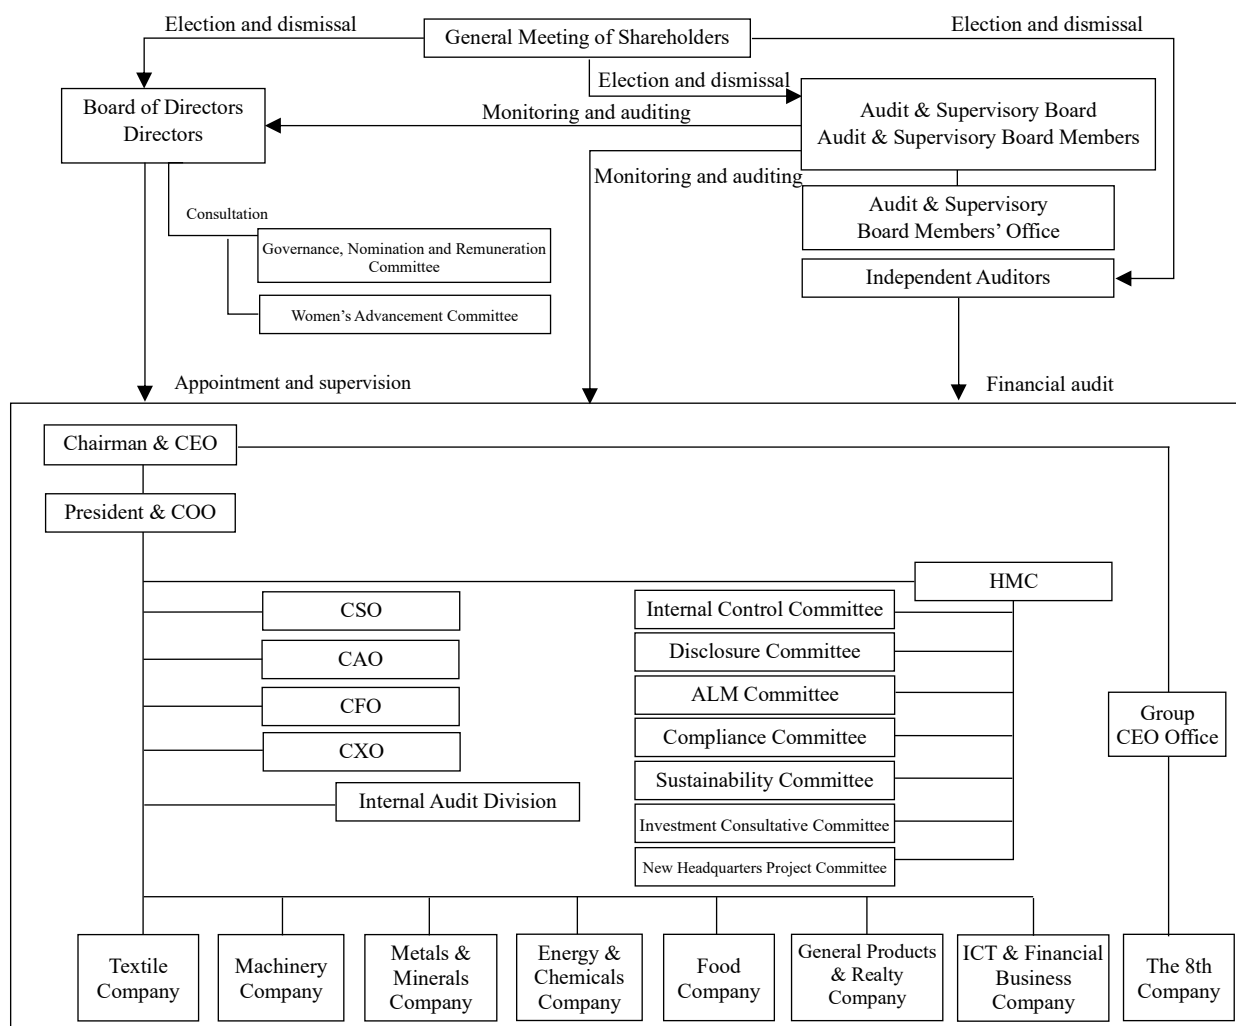 Election and dismissal
General Meeting of Shareholders
Election and dismissal
Election and dismissal
Board of Directors
Directors
Monitoring and auditing
Audit & Supervisory Board
Audit & Supervisory Board Members
Monitoring and auditing
Consultation
Audit & Supervisory
Board Members’ Office
Governance, Nomination and Remuneration
Committee
Independent Auditors
Women’s Advancement Committee
Appointment and supervision
Financial audit
Chairman & CEO
President & COO
HMC
CSO
Internal Control Committee
CAO
Disclosure Committee
CFO
ALM Committee
Group
CEO Office
CXO
Compliance Committee
Sustainability Committee
Internal Audit Division
Investment Consultative Committee
New Headquarters Project Committee
Textile
Company
Machinery
Company
Metals &
Minerals
Company
Energy &
Chemicals
Company
Food
Company
General Products
& Realty
Company
ICT & Financial
Business
Company
The 8th
Company